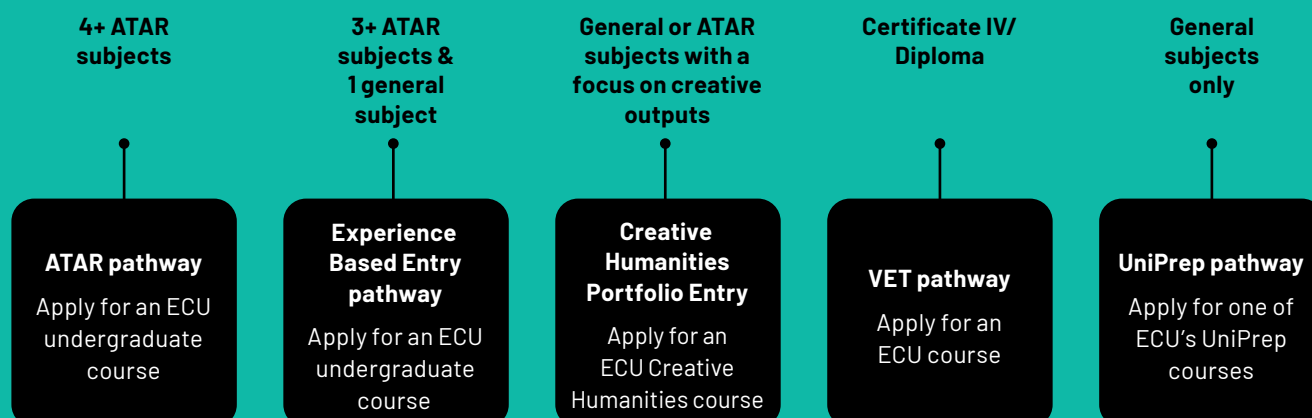 4+ ATAR
subjects
3+ ATAR
subjects &
1 general
subject
General or ATAR
subjects with a
focus on creative
outputs
Certificate IV/
Diploma
General
subjects
only
ATAR pathway
Apply for an ECU
undergraduate
course
Experience
Based Entry
pathway
Apply for an ECU
undergraduate
course
Creative
Humanities
Portfolio Entry
Apply for an
ECU Creative
Humanities course
VET pathway
Apply for an
ECU course
UniPrep pathway
Apply for one of
ECU's UniPrep
courses